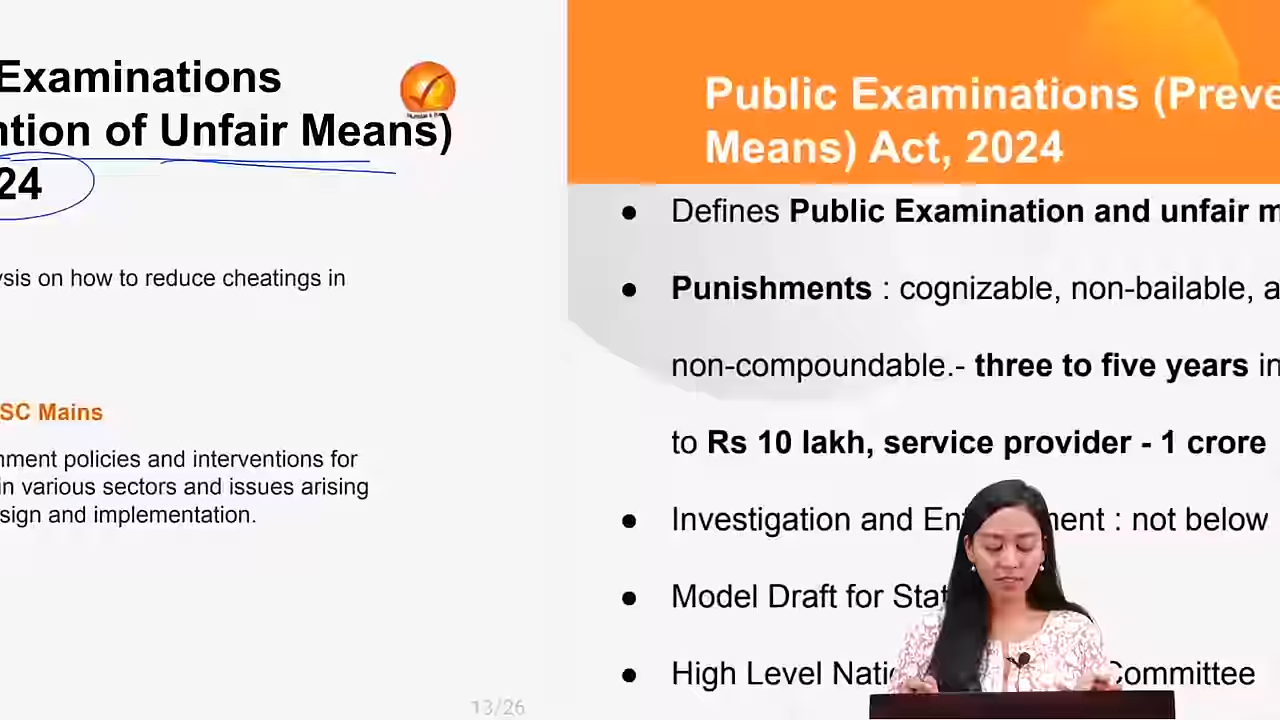 Examinations
ntion of Unfair Means)
24
ysis on how to reduce cheatings in
SC Mains
nment policies and interventions for
in various sectors and issues arising
sign and implementation.
13/26
Public Examinations (Preve
Means) Act, 2024
● Defines Public Examination and unfair m
● Punishments : cognizable, non-bailable, a
non-compoundable.- three to five years in
to Rs 10 lakh, service provider - 1 crore
● Investigation and En ment : not below
● Model Draft for Stat
● High Level Nati Committee